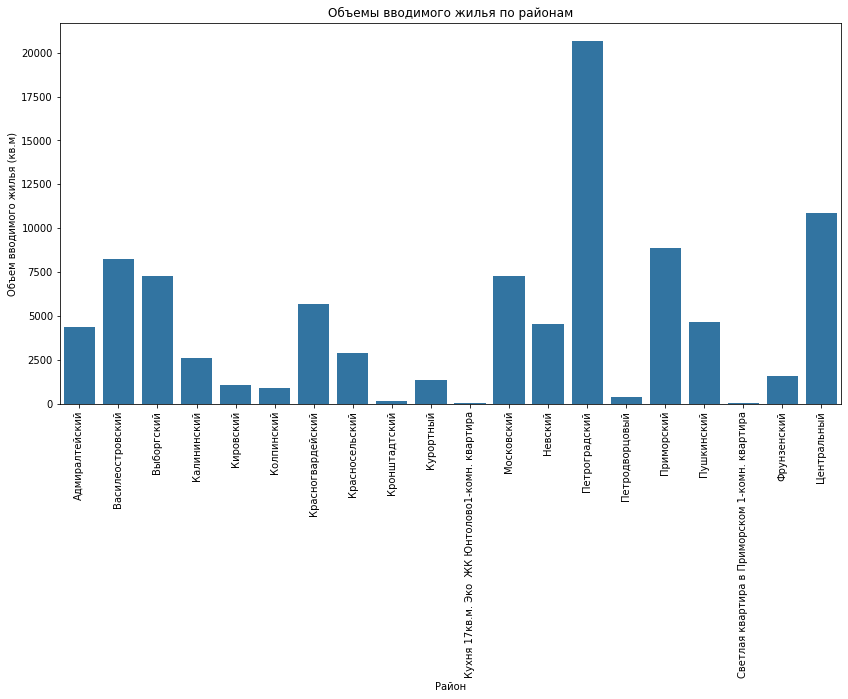 Объемы вводимого жилья по районам
Объем вводимого жилья (кв.м)
20000
17500
15000
12500
10000
7500
5000
2500
0
Адмиралтейский
Василеостровский
Выборгский
Калининский
Кировский
Колпинский
Красногвардейский
Красносельский
Кронштадтский
Курортный
Кухня 17кв.м. Эко  ЖК Юнтолово1-комн. квартира
Московский
Невский
Петроградский
Петродворцовый
Приморский
Пушкинский
Светлая квартира в Приморском 1-комн. квартира
Фрунзенский
Центральный
Район